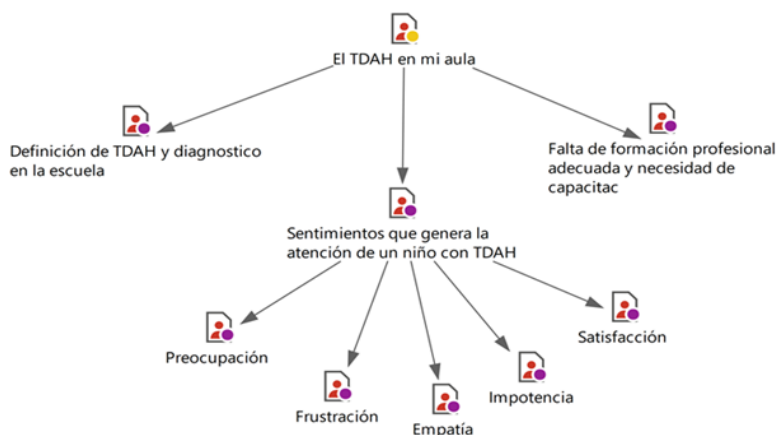 El TDAH en mi aula
Definición de TDAH y diagnostico
en la escuela
Falta de formación profesional
adecuada y necesidad de
capacitac
Sentimientos que genera la
atención de un niño con TDAH
Preocupación
Frustración
Empatía
Impotencia
Satisfacción